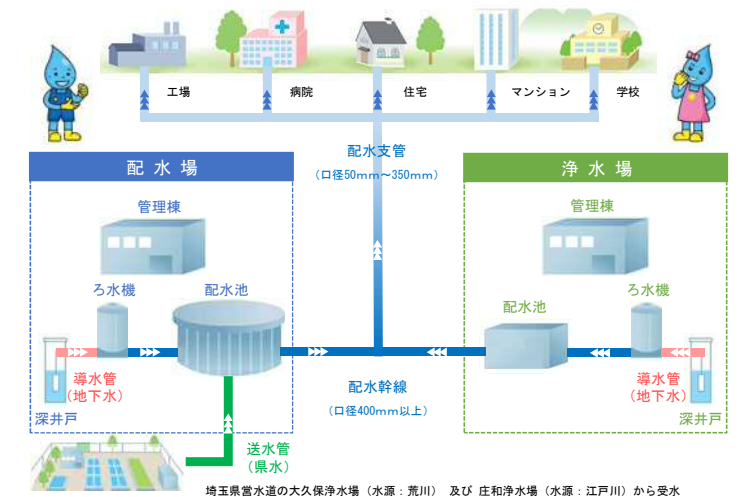 工場
病院
住宅
マンション
学校
配水支管
（口径50mm～350mm）
配水場
管理棟
ろ水機
配水池
導水管
（地下水）
深井戸
浄水場
管理棟
配水池
ろ水機
導水管
（地下水）
深井戸
配水幹線
（口径400mm以上）
送水管
（県水）
埼玉県営水道の大久保浄水場（水源：荒川） 及び 庄和浄水場（水源：江戸川）から受水